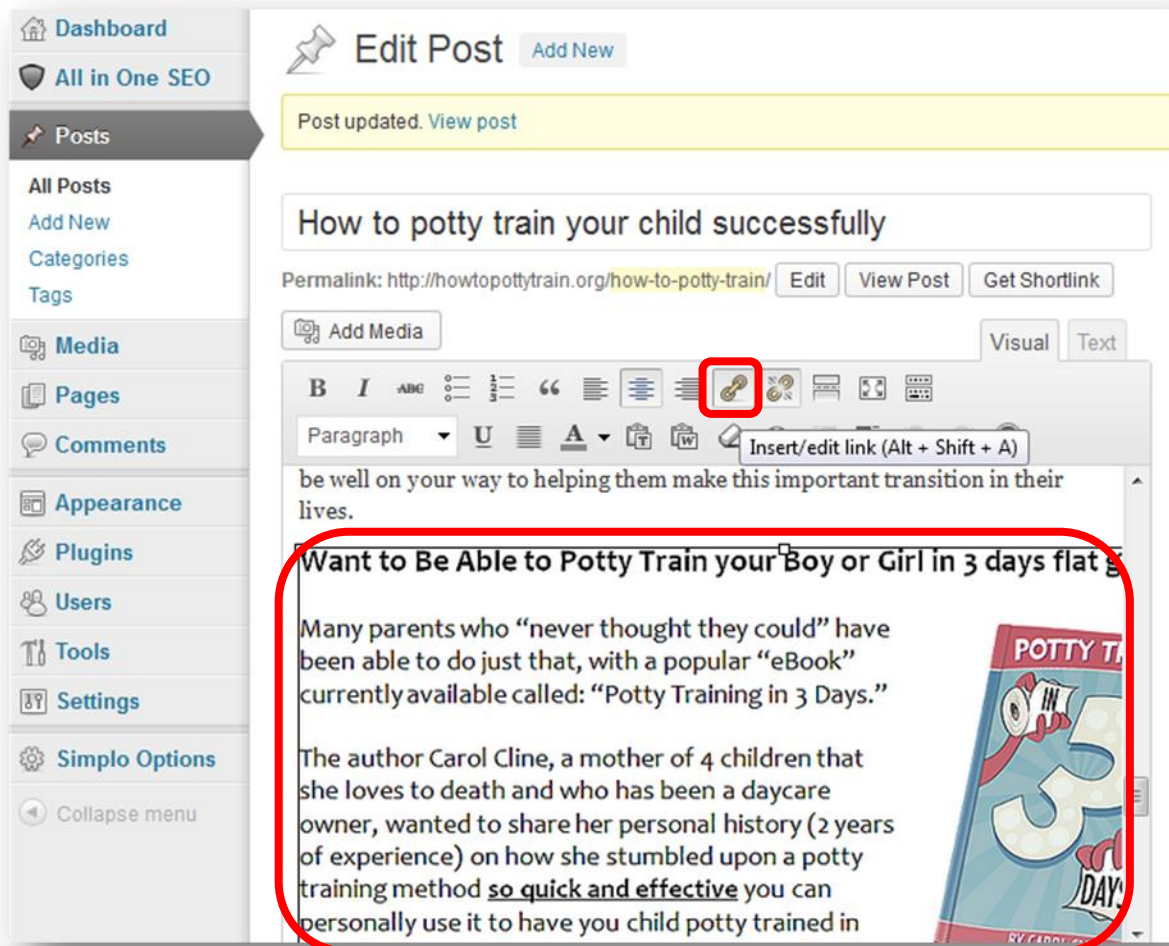 Dashboard
All in One SEO
Posts
All Posts
Add New
Categories
Tags
Media
Pages
Comments
Appearance
Plugins
Users
Tools
Settings
Simplo Options
Collapse menu
Edit Post Add New
Post updated. View post
How to potty train your child successfully
Permalink: http://howtopottytrain.org/how-to-potty-train/ Edit View Post Get Shortlink
Add Media
Visual Text
B I ABC
Paragraph U A T W
Insert/edit link (Alt + Shift + A)
be well on your way to helping them make this important transition in their
lives.
Want to Be Able to Potty Train your Boy or Girl in 3 days flat
Many parents who “never thought they could” have
been able to do just that, with a popular “eBook”
currently available called: “Potty Training in 3 Days.”
The author Carol Cline, a mother of 4 children that
she loves to death and who has been a daycare
owner, wanted to share her personal history (2 years
of experience) on how she stumbled upon a potty
training method so quick and effective you can
personally use it to have you child potty trained in
POTTY
IN
3
DAYS